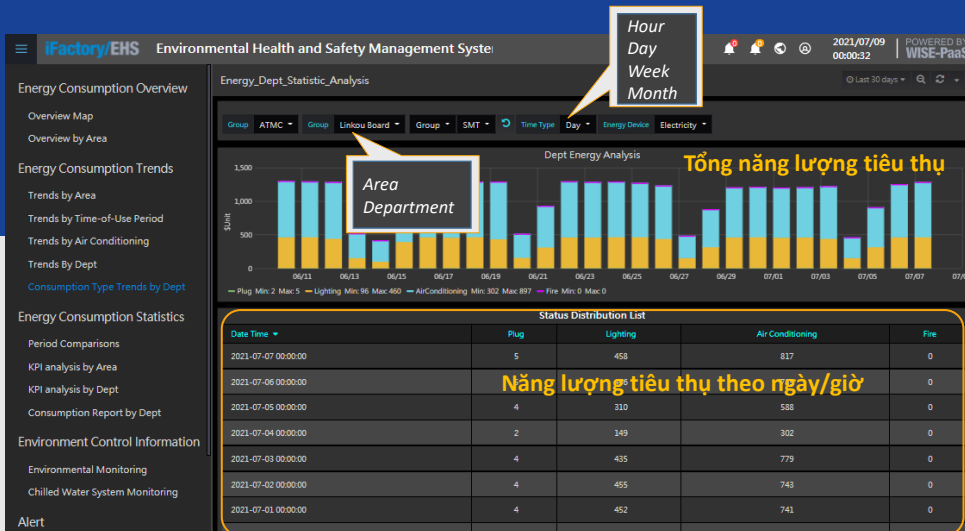 Hour
Day
Week
Month
iFactory/EHS Environmental Health and Safety Management System
2021/07/09
00:00:32
POWERED BY
WISE-PaaS
Energy Consumption Overview
Overview Map
Overview by Area
Energy Consumption Trends
Trends by Area
Trends by Time-of-Use Period
Trends by Air Conditioning
Trends By Dept
Consumption Type Trends by Dept
Energy Consumption Statistics
Period Comparisons
KPI analysis by Area
KPI analysis by Dept
Consumption Report by Dept
Environment Control Information
Environmental Monitoring
Chilled Water System Monitoring
Alert
Energy_Dept_Statistic_Analysis
Last 30 days
Group ATMC Group Linkou Board Group SMT Time Type Day Energy Device Electricity
Area
Department
Dept Energy Analysis
Tổng năng lượng tiêu thụ
$Unit
1,500
1,000
500
0
06/11 06/13 06/15 06/17 06/19 06/21 06/23 06/25 06/27 06/29 07/01 07/03 07/05 07/07
Plug Min: 2 Max: 5 Lighting Min: 96 Max: 460 AirConditioning Min: 302 Max: 897 Fire Min: 0 Max: 0
Status Distribution List
Date Time Plug Lighting Air Conditioning Fire
2021-07-07 00:00:00 5 458 817 0
2021-07-06 00:00:00 0
Năng lượng tiêu thụ theo ngày/giờ
2021-07-05 00:00:00 4 310 588 0
2021-07-04 00:00:00 2 149 302 0
2021-07-03 00:00:00 4 435 779 0
2021-07-02 00:00:00 4 455 743 0
2021-07-01 00:00:00 4 452 741 0